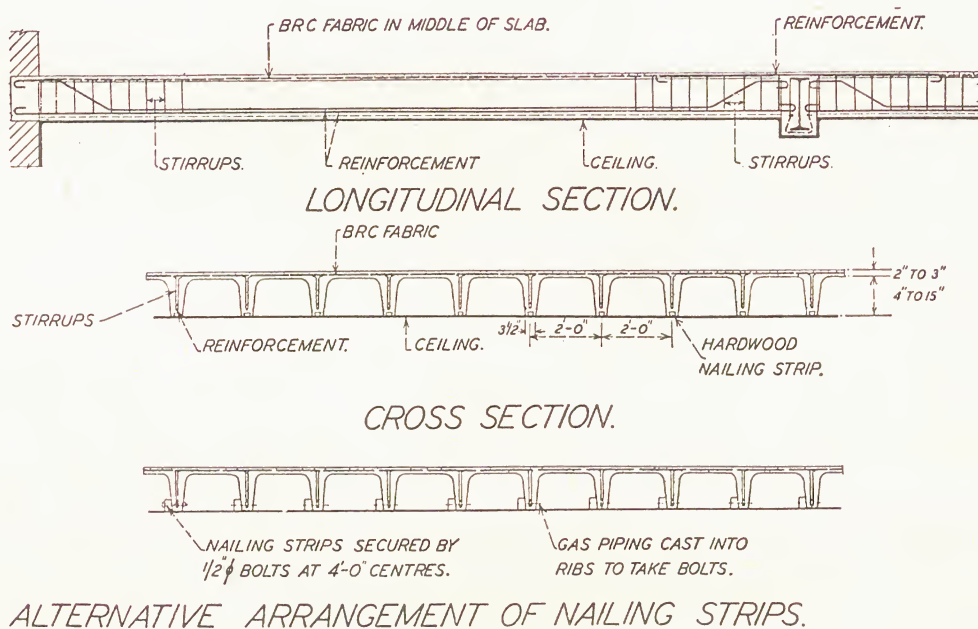 BRC FABRIC IN MIDDLE OF SLAB.
REINFORCEMENT.
STIRRUPS.
REINFORCEMENT
CEILING.
STIRRUPS.
LONGITUDINAL SECTION.
BRC FABRIC
2" TO 3"
4" TO 15"
STIRRUPS
REINFORCEMENT.
CEILING.
3½"
2'-0"
2'-0"
HARDWOOD
NAILING STRIP.
CROSS SECTION.
NAILING STRIPS SECURED BY
1/2" ϕ BOLTS AT 4'-0" CENTRES.
GAS PIPING CAST INTO
RIBS TO TAKE BOLTS.
ALTERNATIVE ARRANGEMENT OF NAILING STRIPS.